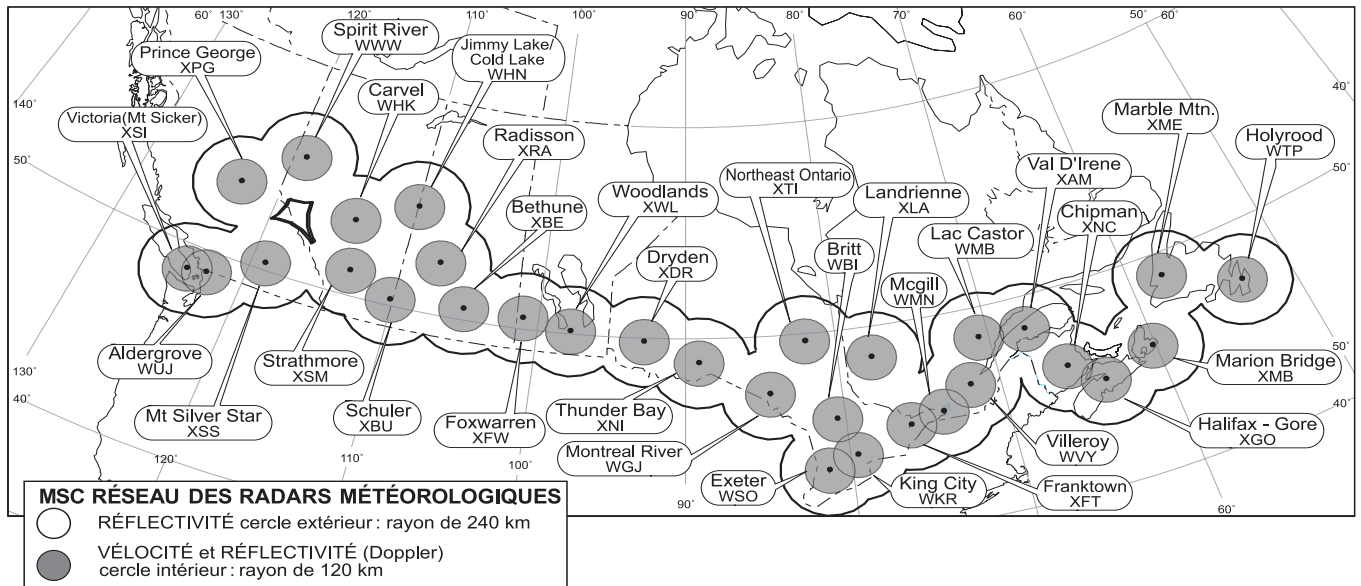 60˚
130˚
120˚
110˚
100˚
90˚
80˚
70˚
60˚
50˚
60˚
Spirit River
WWW
Jimmy Lake/
Cold Lake
WHN
Prince George
XPG
140˚
Carvel
WHK
40˚
Marble Mtn.
XME
Victoria(Mt Sicker)
XSI
Radisson
XRA
Holyrood
WTP
50˚
Val D'Irene
XAM
Northeast Ontario
XTI
Landrienne
XLA
Woodlands
XWL
Bethune
XBE
Chipman
XNC
Lac Castor
WMB
Britt
WBI
Dryden
XDR
Mcgill
WMN
50˚
Aldergrove
WUJ
Strathmore
XSM
Marion Bridge
XMB
130˚
40˚
40˚
Mt Silver Star
XSS
Schuler
XBU
Foxwarren
XFW
Thunder Bay
XNI
Halifax - Gore
XGO
Montreal River
WGJ
Villeroy
WVY
120˚
110˚
100˚
Exeter
WSO
King City
WKR
Franktown
XFT
90˚
60˚
MSC RÉSEAU DES RADARS MÉTÉOROLOGIQUES
RÉFLECTIVITÉ cercle extérieur : rayon de 240 km
VÉLOCITÉ et RÉFLECTIVITÉ (Doppler)
cercle intérieur : rayon de 120 km